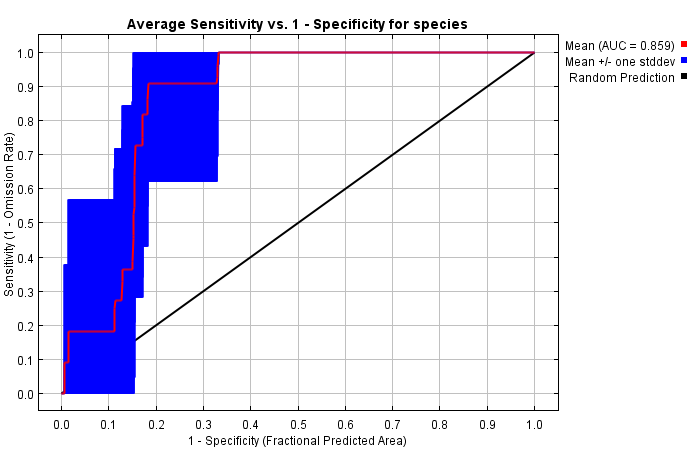 Average Sensitivity vs. 1 - Specificity for species
Mean (AUC = 0.859)
Mean +/- one stddev
Random Prediction
Sensitivity (1 - Omission Rate)
1.0
0.9
0.8
0.7
0.6
0.5
0.4
0.3
0.2
0.1
0.0
0.0 0.1 0.2 0.3 0.4 0.5 0.6 0.7 0.8 0.9 1.0
1 - Specificity (Fractional Predicted Area)